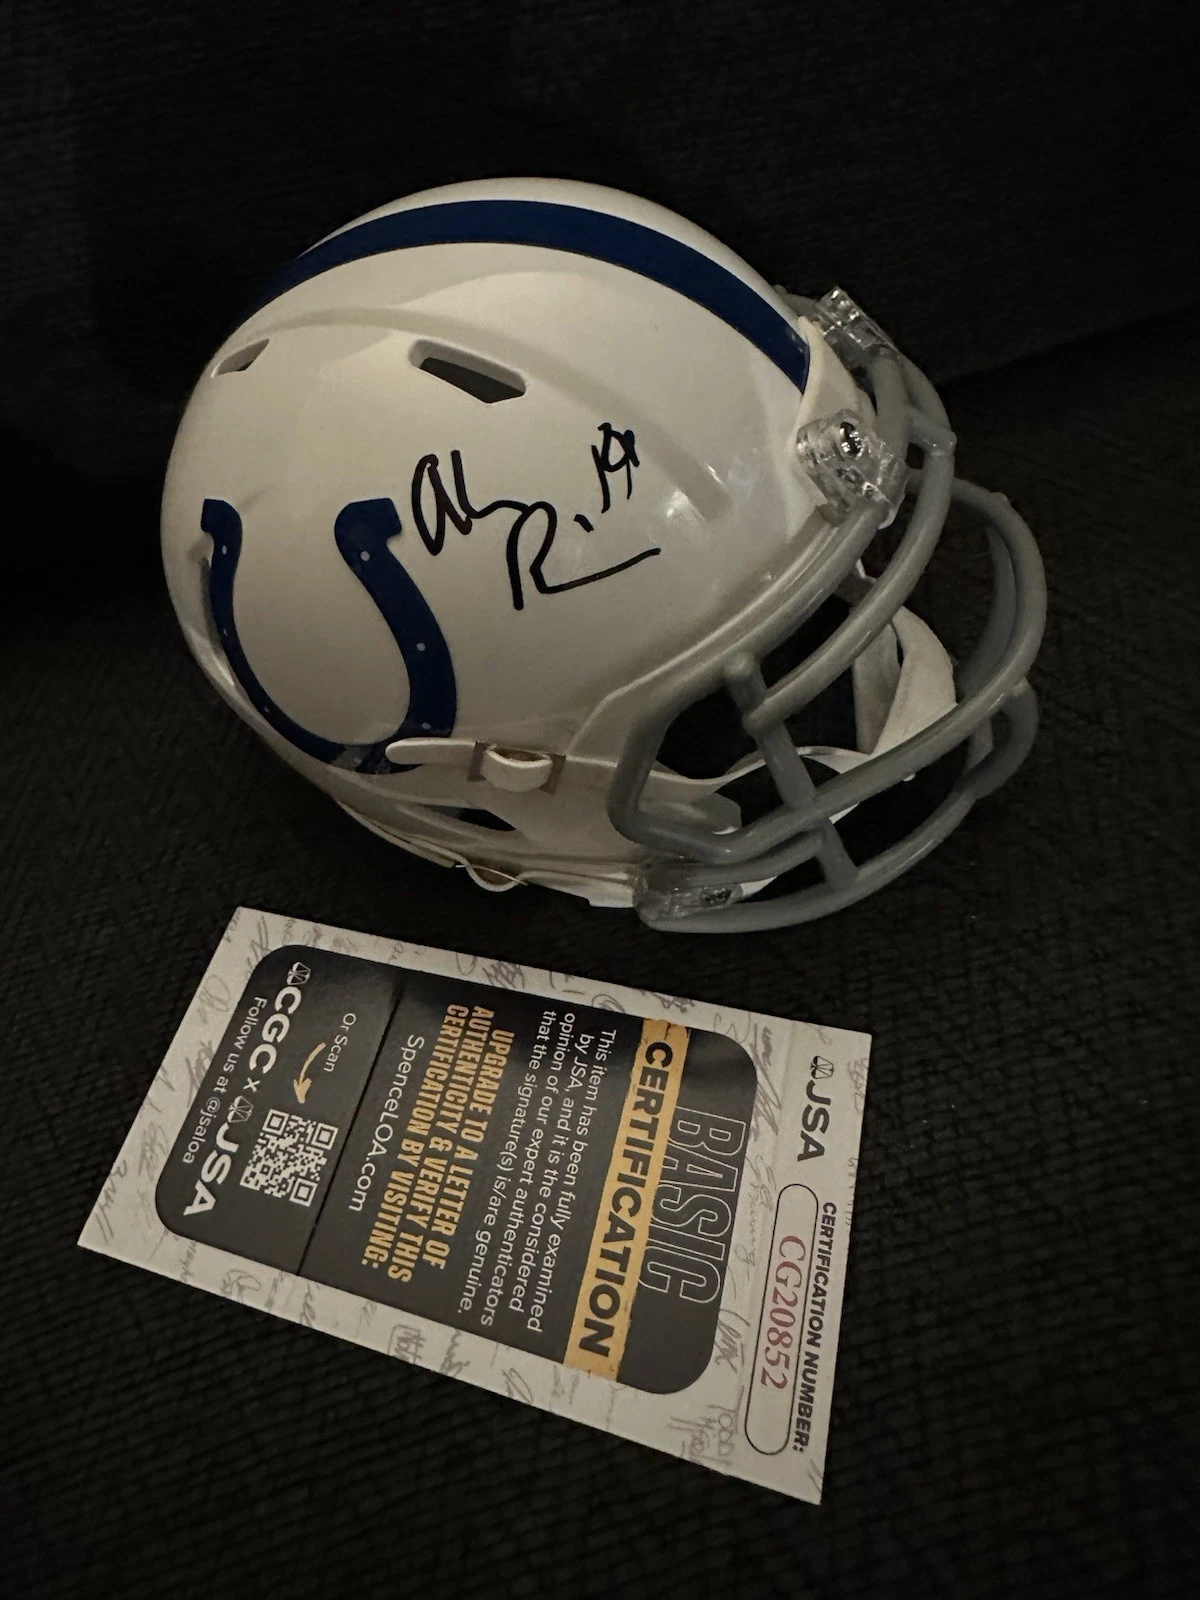 JSA
CERTIFICATION NUMBER:
CG20852
BASIC
CERTIFICATION
This item has been fully examined
by JSA, and it is the considered
opinion of our expert authenticators
that the signature(s) is/are genuine.
UPGRADE TO A LETTER OF
AUTHENTICITY & VERIFY THIS
CERTIFICATION BY VISITING:
SpenceLOA.com
Or Scan
CGC x JSA
Follow us at @jsaloa